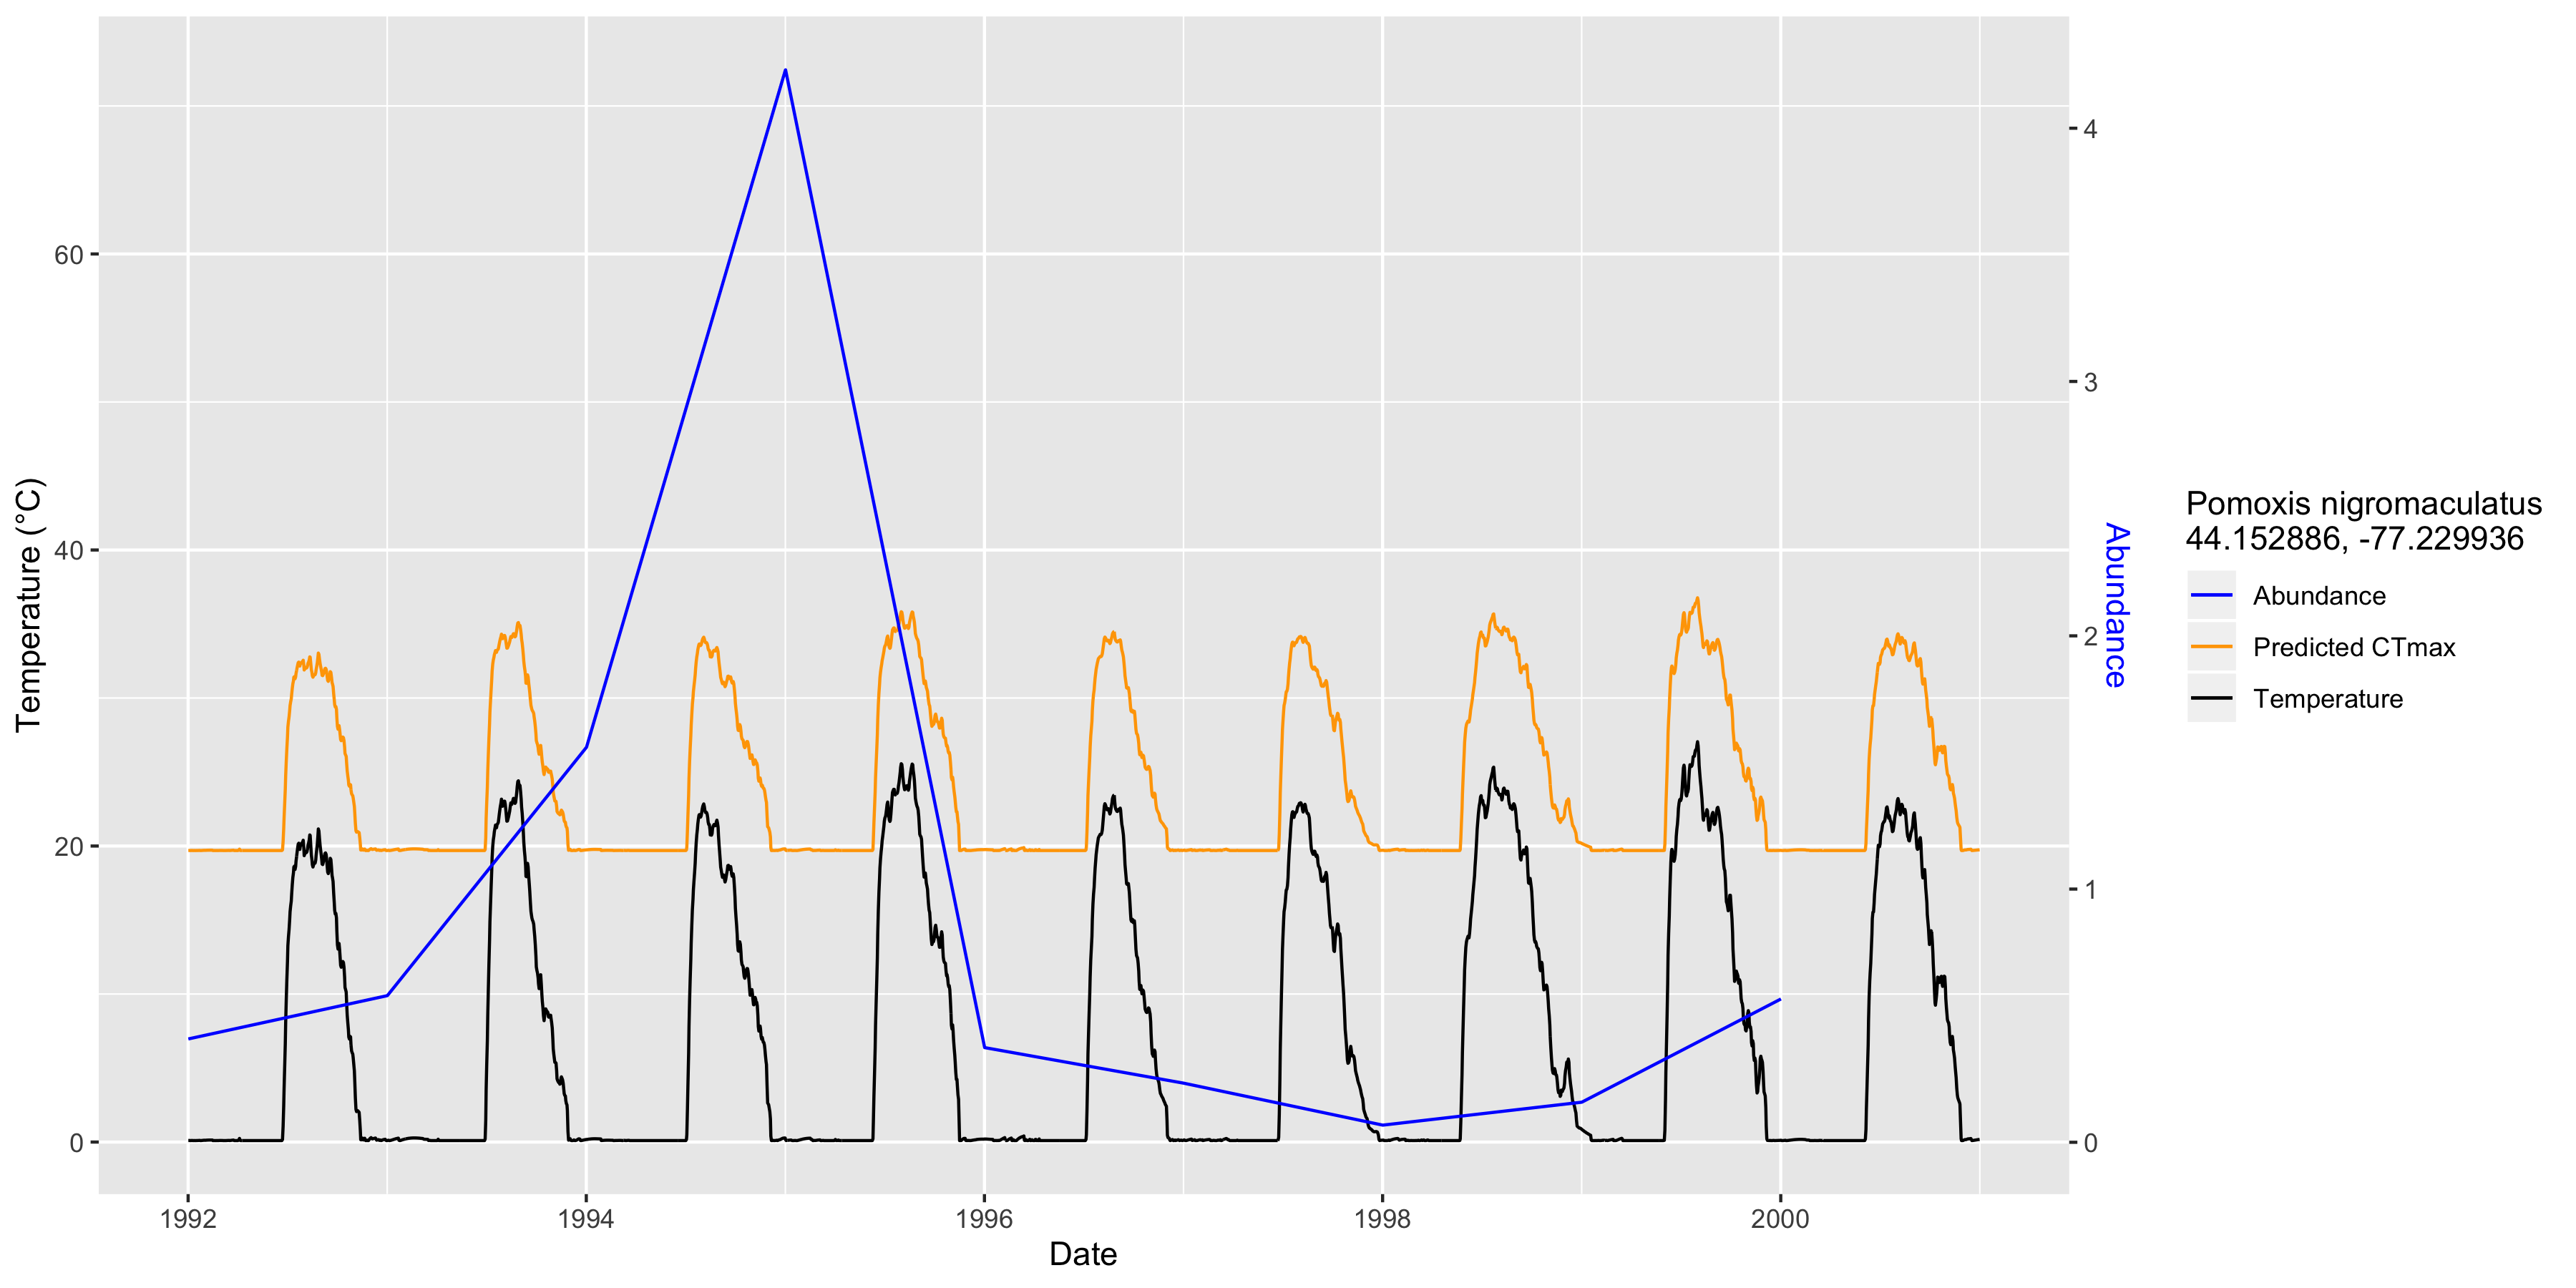 Temperature (°C)
60
40
20
0
1992
1994
1996
1998
2000
Date
4
3
2
1
0
Abundance
Pomoxis nigromaculatus
44.152886, -77.229936
Abundance
Predicted CTmax
Temperature